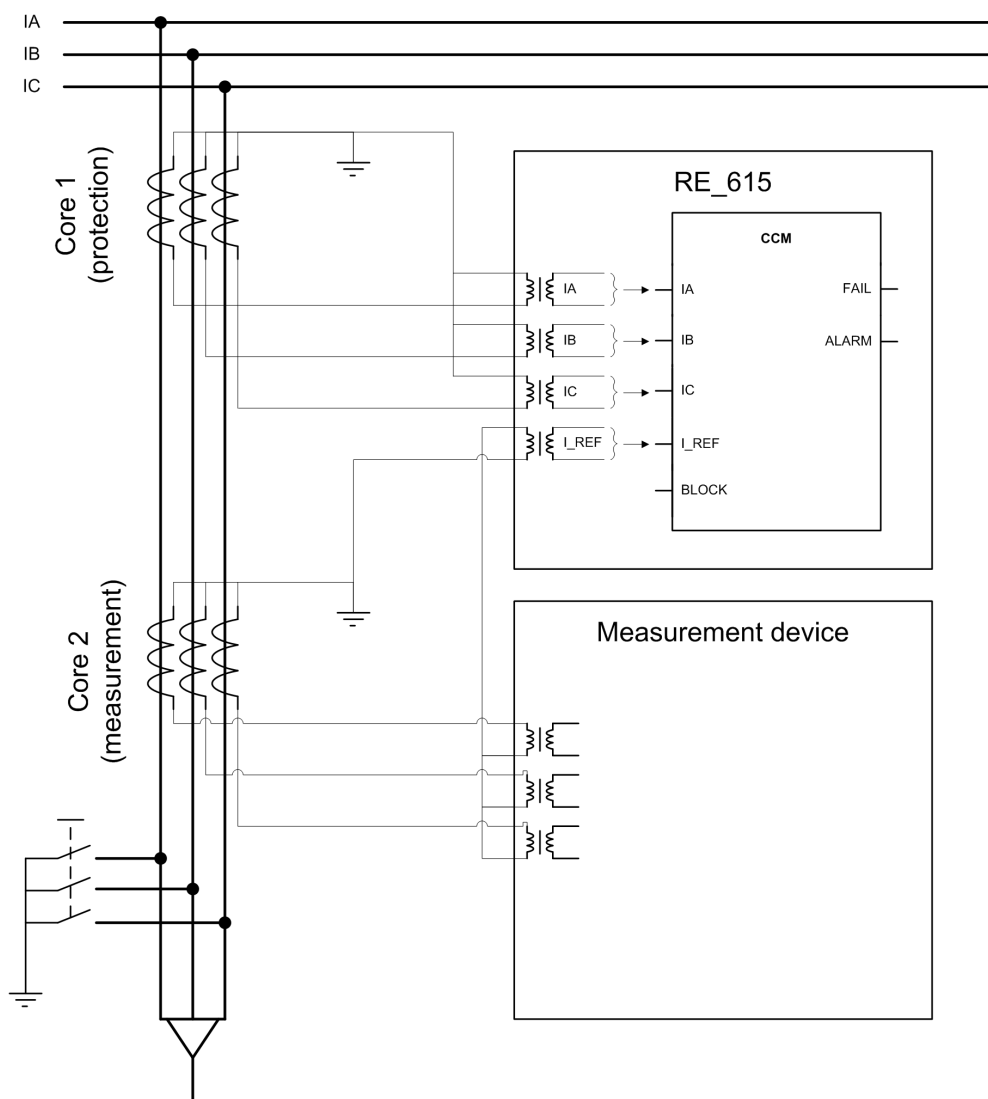 IA
IB
IC
Core 1
(protection)
RE_615
CCM
IA
IA
FAIL
IB
IB
ALARM
IC
IC
I_REF
I_REF
BLOCK
Core 2
(measurement)
Measurement device